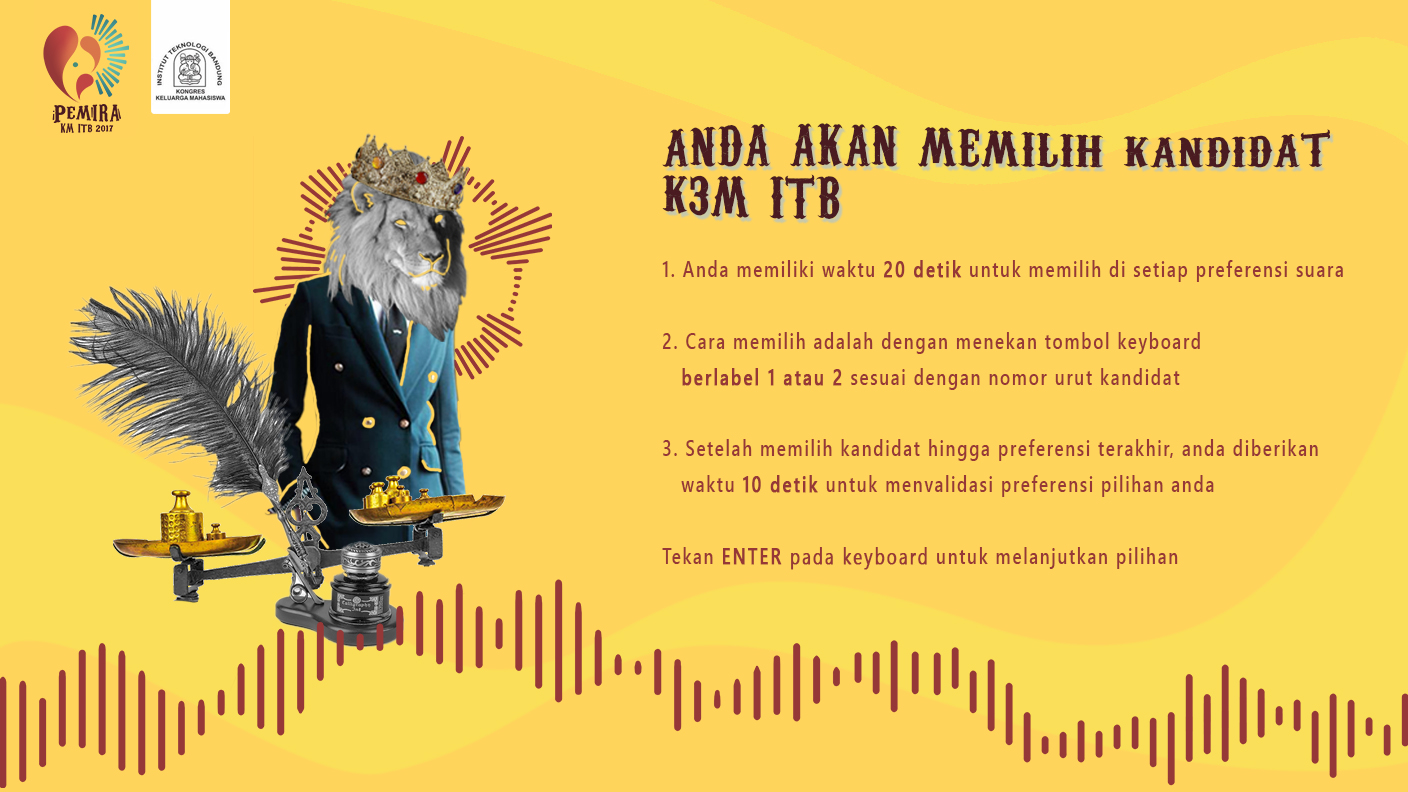 PEMIRA
KM ITB 2017
INSTITUT TEKNOLOGI BANDUNG
KONGRES
KELUARGA MAHASISWA
ANDA AKAN MEMILIH KANDIDAT
K3M ITB
1. Anda memiliki waktu 20 detik untuk memilih di setiap preferensi suara
2. Cara memilih adalah dengan menekan tombol keyboard
berlabel 1 atau 2 sesuai dengan nomor urut kandidat
3. Setelah memilih kandidat hingga preferensi terakhir, anda diberikan
waktu 10 detik untuk menvalidasi preferensi pilihan anda
Tekan ENTER pada keyboard untuk melanjutkan pilihan
Calligraphy
Ink